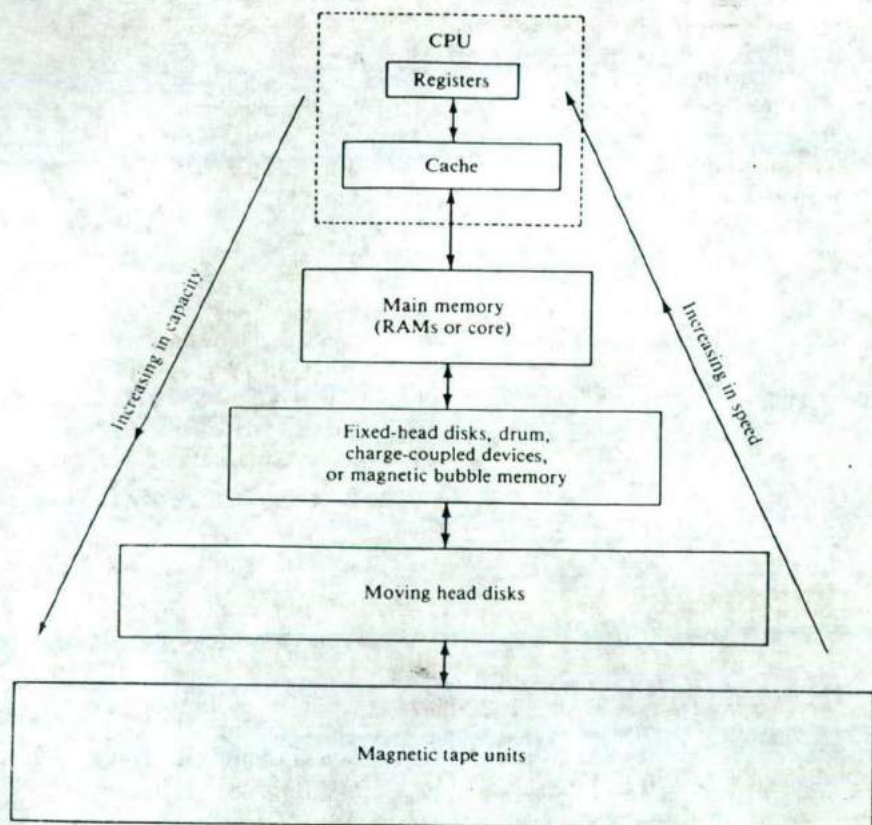 CPU
Registers
Cache
Main memory
(RAMs or core)
Increasing in capacity
Increasing in speed
Fixed-head disks, drum,
charge-coupled devices,
or magnetic bubble memory
Moving head disks
Magnetic tape units